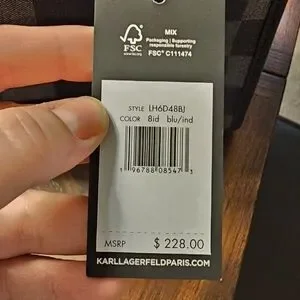 FSC
MIX
Packaging | Supporting
responsible forestry
FSC® C111474
STYLE LH6D48BJ
COLOR 8id blu/ind
1 96788 08547 3
MSRP $ 228.00
KARLLAGERFELDPARIS.COM